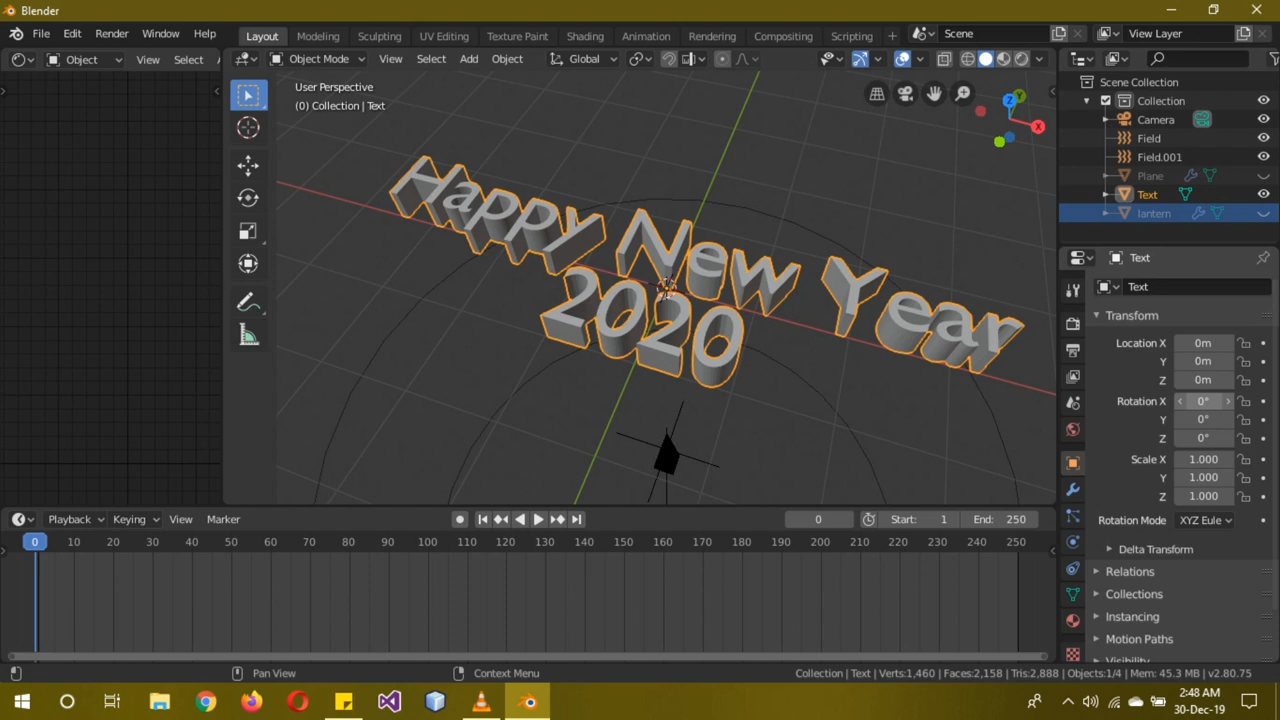 Blender
File Edit Render Window Help
Layout Modeling Sculpting UV Editing Texture Paint Shading Animation Rendering Compositing Scripting + Scene View Layer
Object View Select Object Mode View Select Add Object Global
User Perspective
(0) Collection | Text
Z Y X
Happy New Year
2020
Scene Collection
Collection
Camera
Field
Field.001
Plane
Text
lantern
Text
Text
Transform
Location X 0m
Y 0m
Z 0m
Rotation X 0°
Y 0°
Z 0°
Scale X 1.000
Y 1.000
Z 1.000
Rotation Mode XYZ Eule
Delta Transform
Relations
Collections
Instancing
Motion Paths
Visibility
Playback Keying View Marker 0 Start: 1 End: 250
0 10 20 30 40 50 60 70 80 90 100 110 120 130 140 150 160 170 180 190 200 210 220 230 240 250
Pan View Context Menu Collection | Text | Verts:1,460 | Faces:2,158 | Tris:2,888 | Objects:1/4 | Mem: 45.3 MB | v2.80.75
2:48 AM
30-Dec-19